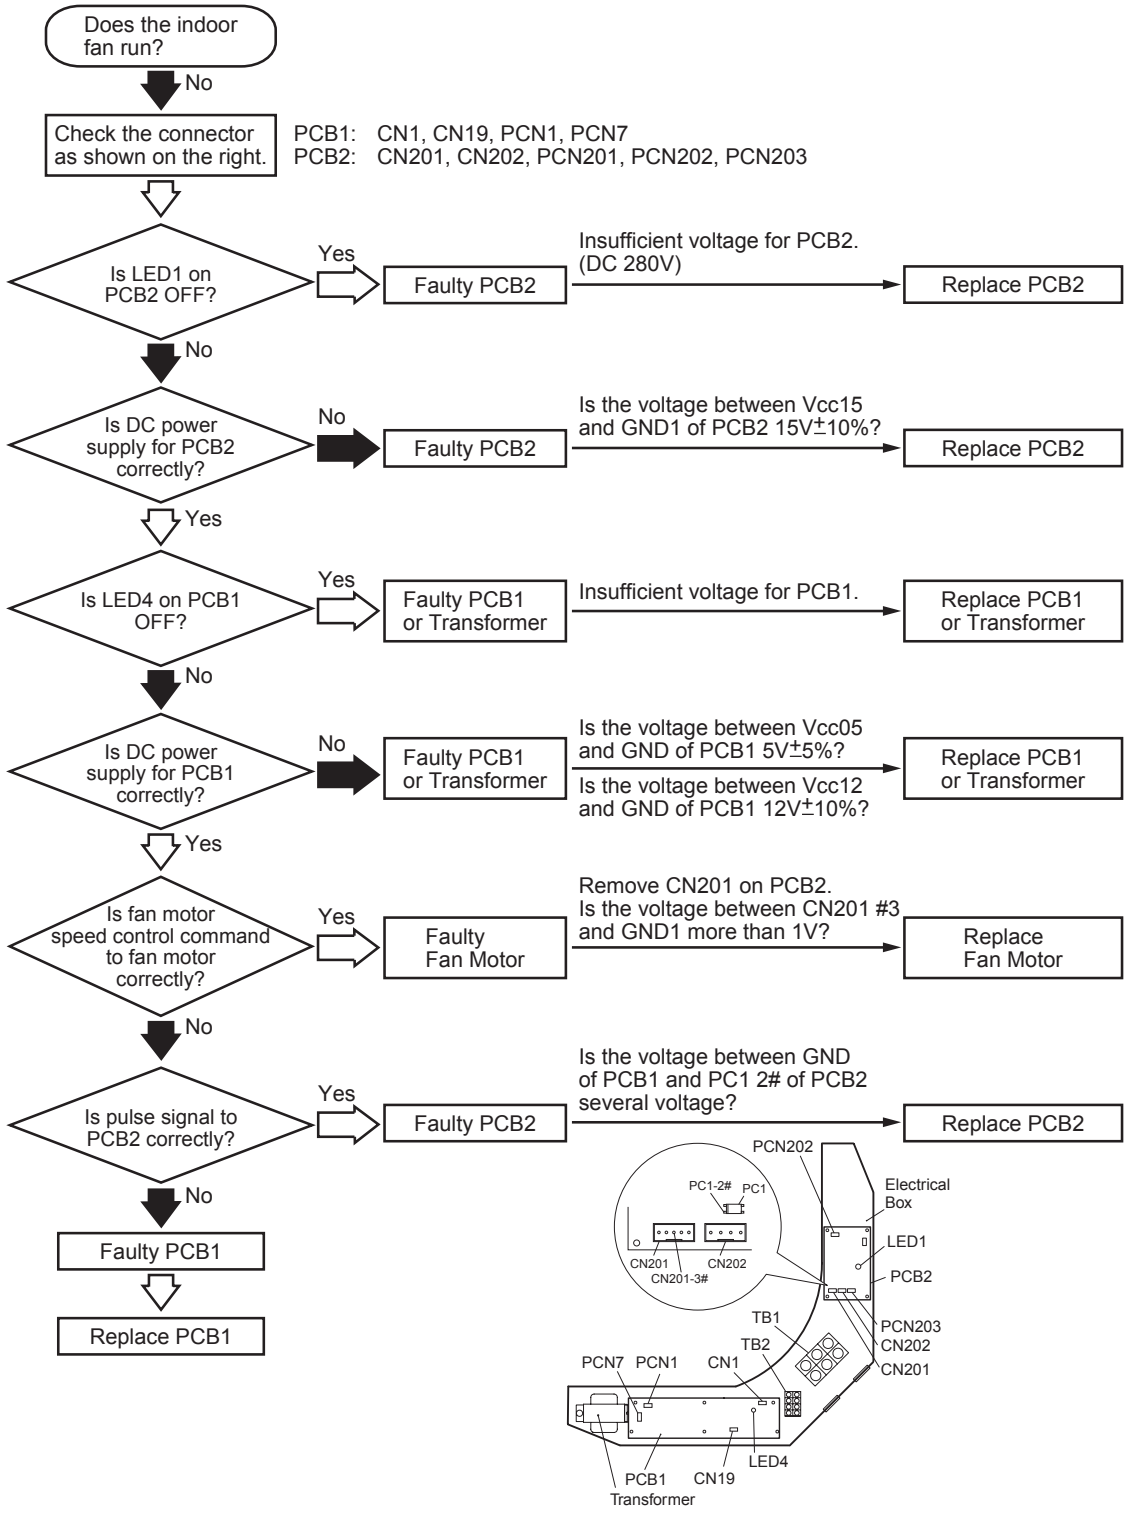 Does the indoor
fan run?
No
Check the connector
as shown on the right.
PCB1: CN1, CN19, PCN1, PCN7
PCB2: CN201, CN202, PCN201, PCN202, PCN203
Is LED1 on
PCB2 OFF?
Yes
Faulty PCB2
Insufficient voltage for PCB2.
(DC 280V)
Replace PCB2
No
Is DC power
supply for PCB2
correctly?
No
Faulty PCB2
Is the voltage between Vcc15
and GND1 of PCB2 15V±10%?
Replace PCB2
Yes
Is LED4 on PCB1
OFF?
Yes
Faulty PCB1
or Transformer
Insufficient voltage for PCB1.
Replace PCB1
or Transformer
No
Is DC power
supply for PCB1
correctly?
No
Faulty PCB1
or Transformer
Is the voltage between Vcc05
and GND of PCB1 5V±5%?
Is the voltage between Vcc12
and GND of PCB1 12V±10%?
Replace PCB1
or Transformer
Yes
Is fan motor
speed control command
to fan motor
correctly?
Yes
Faulty
Fan Motor
Remove CN201 on PCB2.
Is the voltage between CN201 #3
and GND1 more than 1V?
Replace
Fan Motor
No
Is pulse signal to
PCB2 correctly?
Yes
Faulty PCB2
Is the voltage between GND
of PCB1 and PC1 2# of PCB2
several voltage?
Replace PCB2
No
Faulty PCB1
Replace PCB1
PCN202
Electrical
Box
PC1-2#
PC1
LED1
CN201
CN202
CN201-3#
PCB2
TB1
PCN203
TB2
CN202
CN201
PCN7
PCN1
CN1
LED4
PCB1
CN19
Transformer